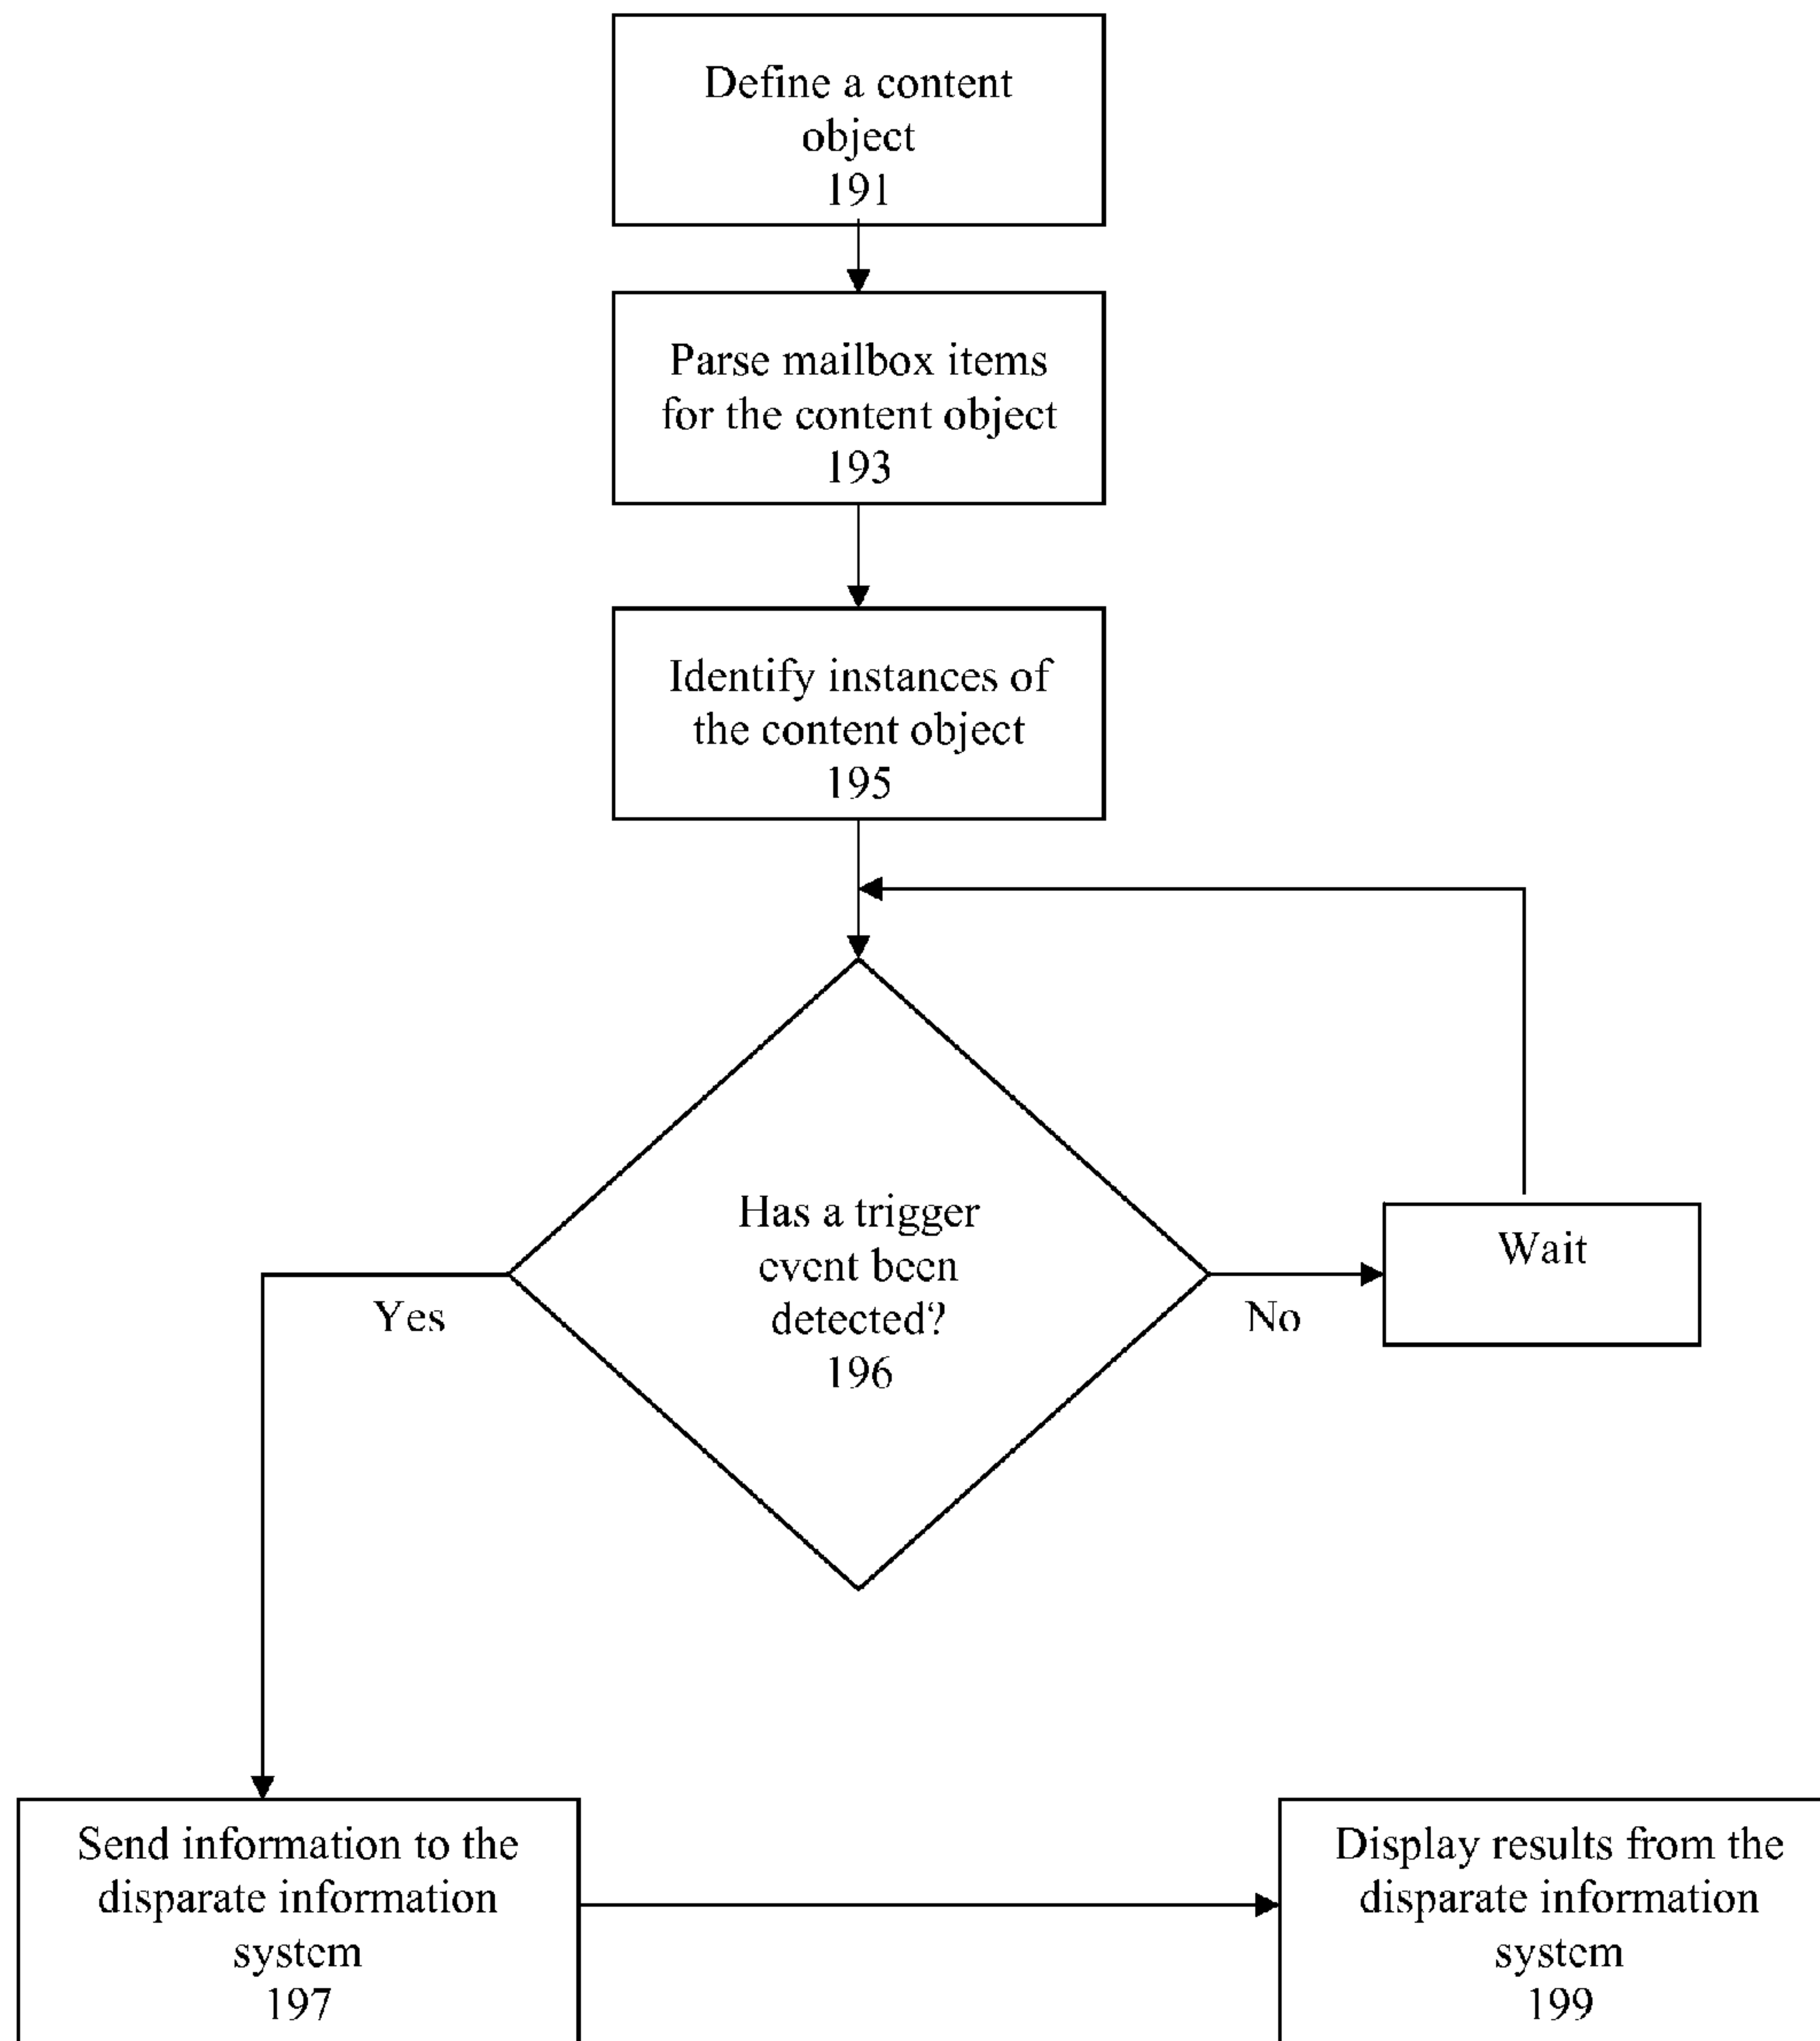 Define a content
object
191
Parse mailbox items
for the content object
193
Identify instances of
the content object
195
Has a trigger
event been
detected?
196
Yes
No
Wait
Send information to the
disparate information
system
197
Display results from the
disparate information
system
199